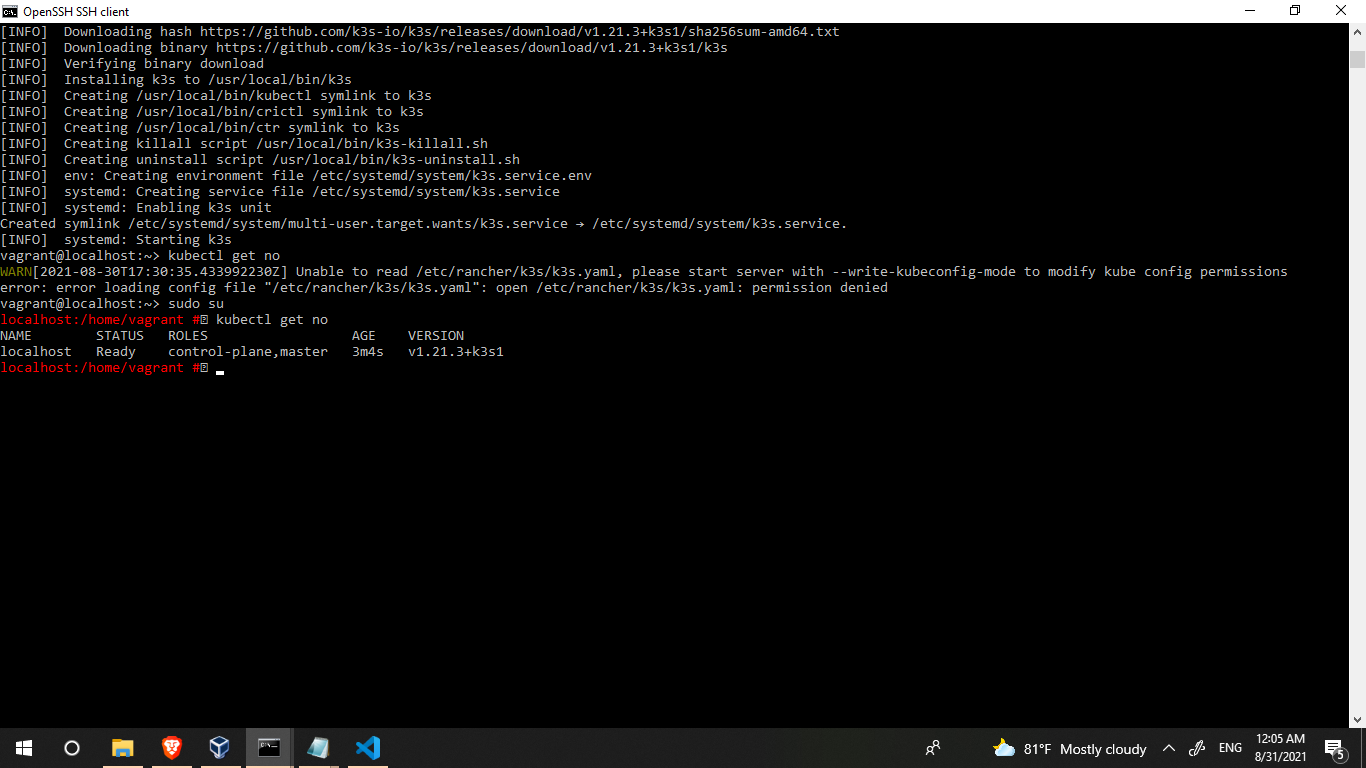 OpenSSH SSH client
[INFO]  Downloading hash https://github.com/k3s-io/k3s/releases/download/v1.21.3+k3s1/sha256sum-amd64.txt
[INFO]  Downloading binary https://github.com/k3s-io/k3s/releases/download/v1.21.3+k3s1/k3s
[INFO]  Verifying binary download
[INFO]  Installing k3s to /usr/local/bin/k3s
[INFO]  Creating /usr/local/bin/kubectl symlink to k3s
[INFO]  Creating /usr/local/bin/crictl symlink to k3s
[INFO]  Creating /usr/local/bin/ctr symlink to k3s
[INFO]  Creating killall script /usr/local/bin/k3s-killall.sh
[INFO]  Creating uninstall script /usr/local/bin/k3s-uninstall.sh
[INFO]  env: Creating environment file /etc/systemd/system/k3s.service.env
[INFO]  systemd: Creating service file /etc/systemd/system/k3s.service
[INFO]  systemd: Enabling k3s unit
Created symlink /etc/systemd/system/multi-user.target.wants/k3s.service → /etc/systemd/system/k3s.service.
[INFO]  systemd: Starting k3s
vagrant@localhost:~> kubectl get no
WARN[2021-08-30T17:30:35.433992230Z] Unable to read /etc/rancher/k3s/k3s.yaml, please start server with --write-kubeconfig-mode to modify kube config permissions
error: error loading config file "/etc/rancher/k3s/k3s.yaml": open /etc/rancher/k3s/k3s.yaml: permission denied
vagrant@localhost:~> sudo su
localhost:/home/vagrant # kubectl get no
NAME        STATUS   ROLES                  AGE    VERSION
localhost   Ready    control-plane,master   3m4s   v1.21.3+k3s1
localhost:/home/vagrant #
81°F Mostly cloudy
ENG
12:05 AM
8/31/2021
5